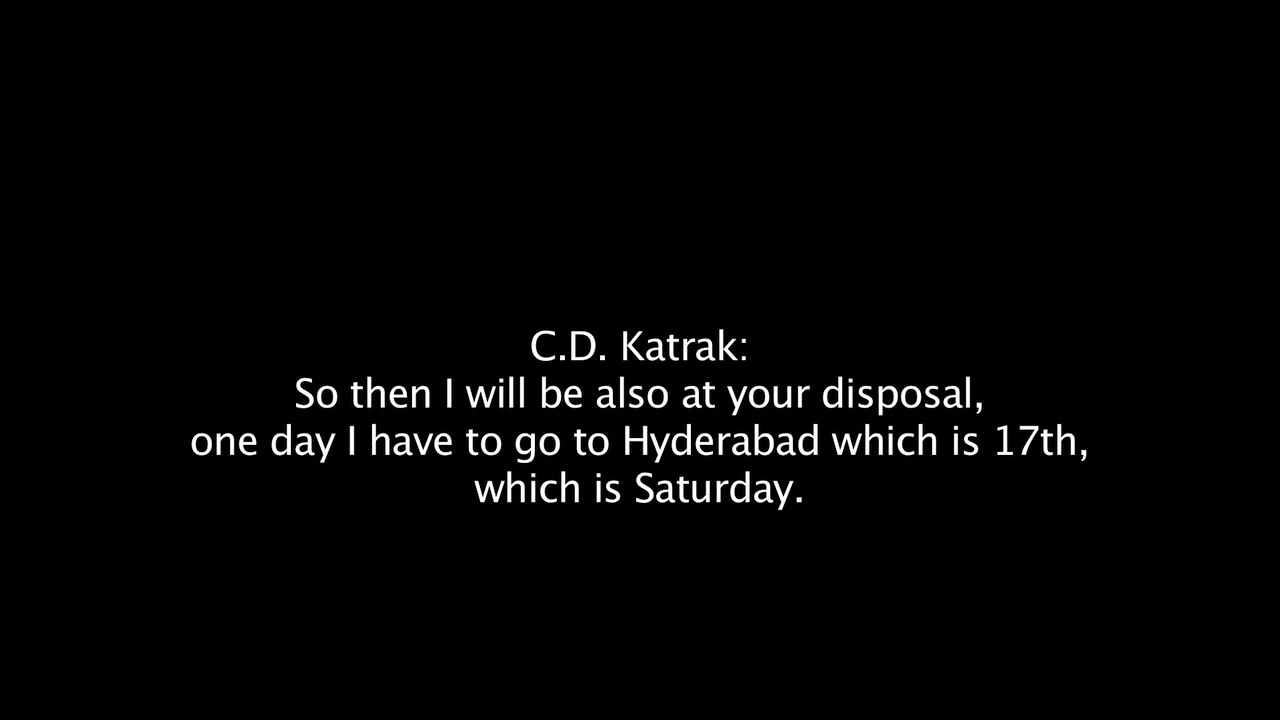 C.D. Katrak:
So then I will be also at your disposal,
one day I have to go to Hyderabad which is 17th,
which is Saturday.